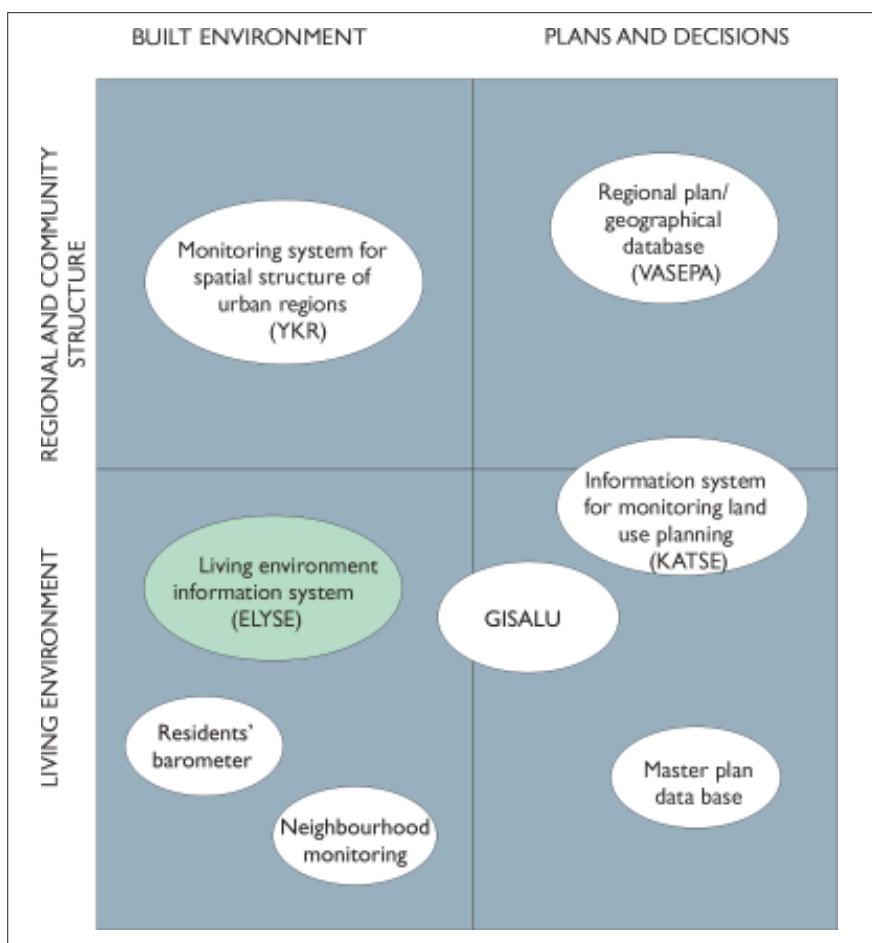 BUILT ENVIRONMENT
PLANS AND DECISIONS
REGIONAL AND COMMUNITY
STRUCTURE
Monitoring system for
spatial structure of
urban regions
(YKR)
Regional plan/
geographical
database
(VASEPA)
Information system
for monitoring land
use planning
(KATSE)
LIVING ENVIRONMENT
Living environment
information system
(ELYSE)
GISALU
Residents’
barometer
Master plan
data base
Neighbourhood
monitoring